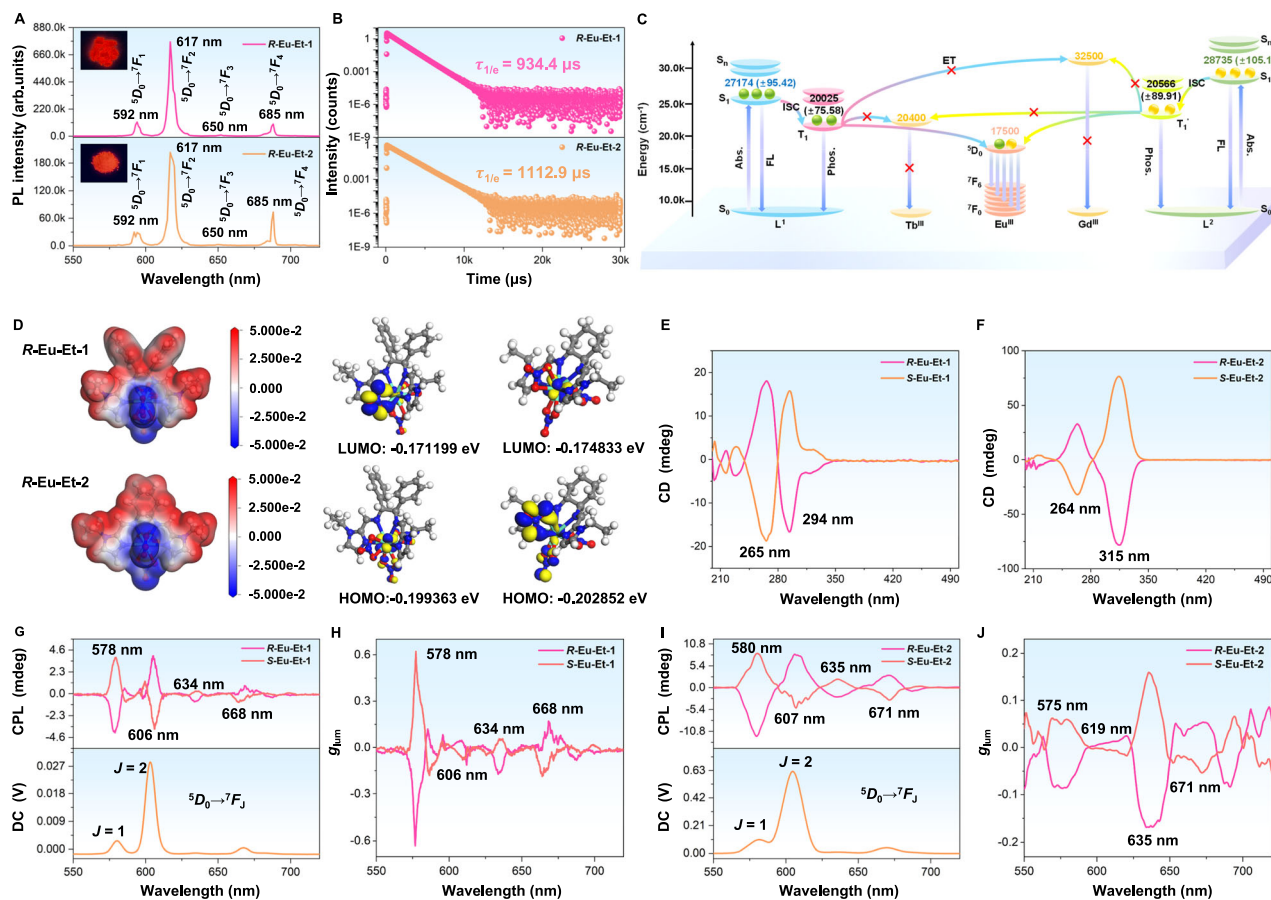 A
880.0k
660.0k
440.0k
220.0k
0.0
180.0k
120.0k
60.0k
0.0
PL intensity (arb.units)
R-Eu-Et-1
617 nm
592 nm
⁵D₀→⁷F₁
⁵D₀→⁷F₂
⁵D₀→⁷F₃
⁵D₀→⁷F₄
650 nm
685 nm
R-Eu-Et-2
617 nm
592 nm
⁵D₀→⁷F₁
⁵D₀→⁷F₂
⁵D₀→⁷F₃
⁵D₀→⁷F₄
650 nm
685 nm
550 600 650 700
Wavelength (nm)
B
Intensity (counts)
1
0.001
1E-6
1E-9
1
0.001
1E-6
1E-9
R-Eu-Et-1
τ1/e = 934.4 µs
R-Eu-Et-2
τ1/e = 1112.9 µs
0 10k 20k 30k
Time (µs)
C
Energy (cm⁻¹)
30.0k
26.0k
22.0k
20.0k
14.0k
10.0k
Sn
27174 (±95.42)
S₁
ISC
20025
(±75.58)
T₁
ET
32500
20400
17500
⁵D₀
⁷F₆
⁷F₀
Sn
28735 (±105.1
S₁
ISC
20566
(±89.91)
T₁
Abs.
FL
Phos.
Phos.
FL
Abs.
S₀
S₀
L¹
Tbᴵᴵᴵ
Euᴵᴵᴵ
Gdᴵᴵᴵ
L²
D
R-Eu-Et-1
5.000e-2
2.500e-2
0.000
-2.500e-2
-5.000e-2
LUMO: -0.171199 eV
LUMO: -0.174833 eV
R-Eu-Et-2
5.000e-2
2.500e-2
0.000
-2.500e-2
-5.000e-2
HOMO: -0.199363 eV
HOMO: -0.202852 eV
E
CD (mdeg)
20
10
0
-10
-20
R-Eu-Et-1
S-Eu-Et-1
294 nm
265 nm
210 280 350 420 490
Wavelength (nm)
F
CD (mdeg)
100
50
0
-50
-100
R-Eu-Et-2
S-Eu-Et-2
264 nm
315 nm
210 280 350 420 490
Wavelength (nm)
G
CPL (mdeg)
4.6
2.3
0.0
-2.3
-4.6
578 nm
R-Eu-Et-1
S-Eu-Et-1
634 nm
606 nm
668 nm
DC (V)
0.027
0.018
0.009
0.000
J = 2
J = 1
⁵D₀→⁷FJ
550 600 650 700
Wavelength (nm)
H
glum
0.6
0.3
0.0
-0.3
-0.6
578 nm
R-Eu-Et-1
S-Eu-Et-1
634 nm
668 nm
606 nm
550 600 650 700
Wavelength (nm)
I
CPL (mdeg)
10.8
5.4
0.0
-5.4
-10.8
580 nm
R-Eu-Et-2
S-Eu-Et-2
635 nm
607 nm
671 nm
DC (V)
0.63
0.42
0.21
0.00
J = 2
J = 1
⁵D₀→⁷FJ
550 600 650 700
Wavelength (nm)
J
glum
0.2
0.1
0.0
-0.1
-0.2
R-Eu-Et-2
S-Eu-Et-2
575 nm
619 nm
671 nm
635 nm
550 600 650 700
Wavelength (nm)